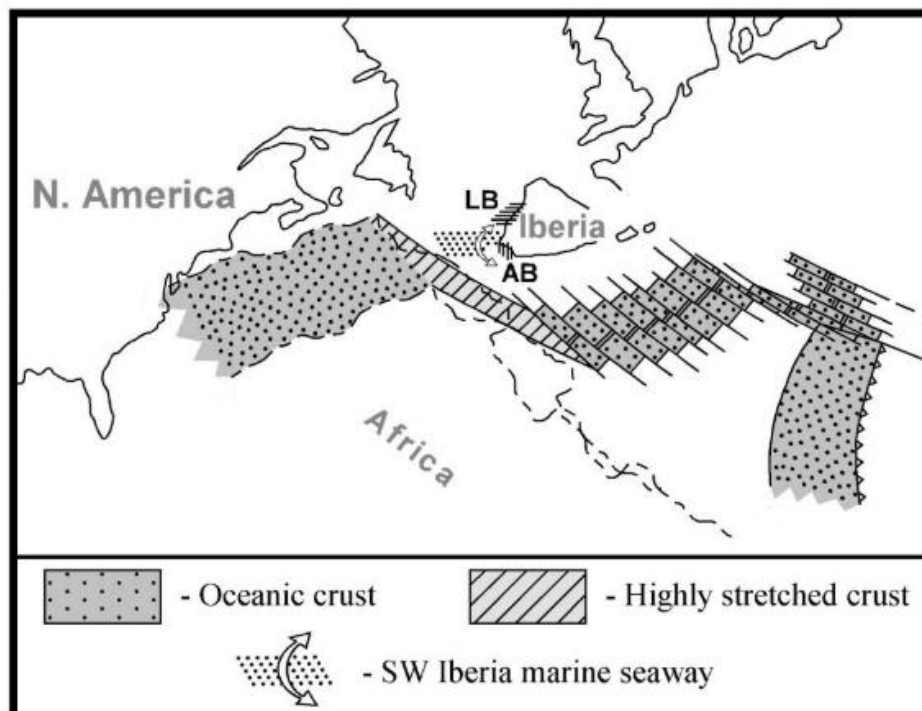 N. America
LB
Iberia
AB
Africa
- Oceanic crust
- Highly stretched crust
- SW Iberia marine seaway